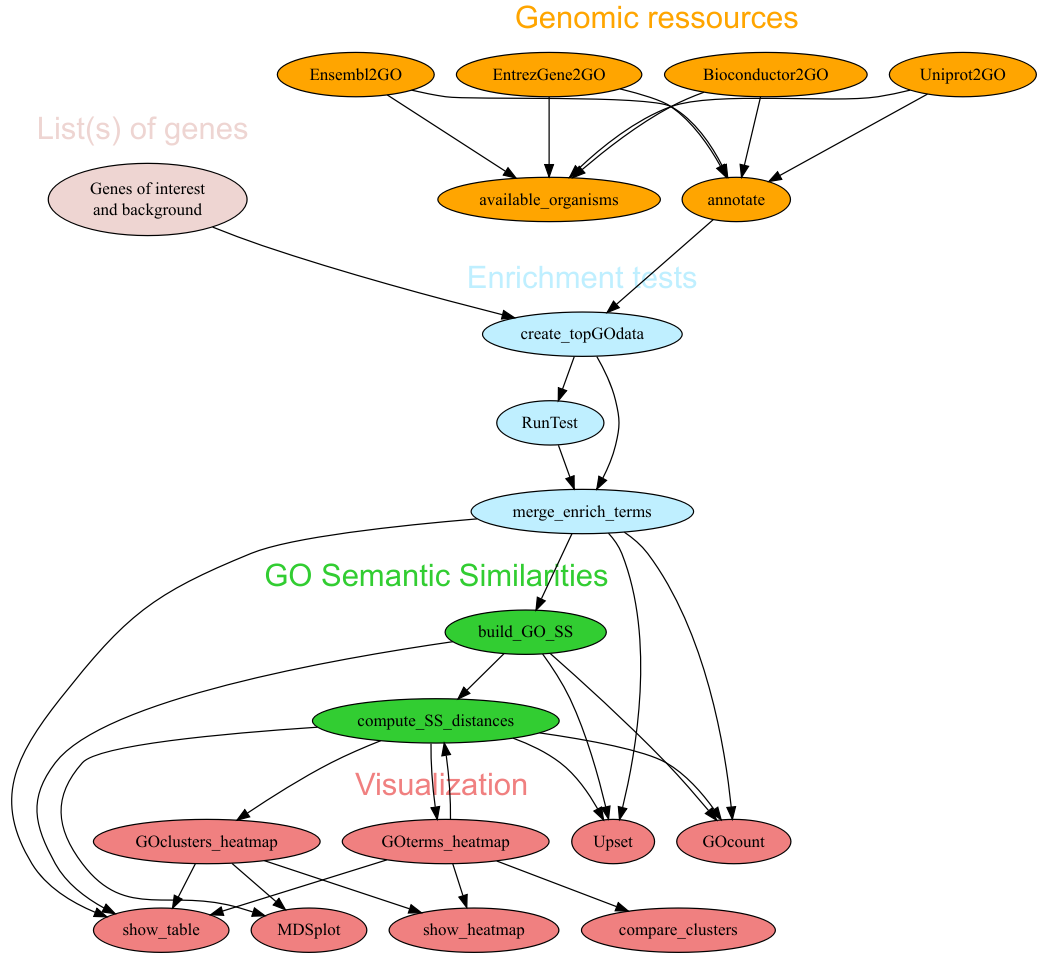 Genomic ressources
Ensembl2GO
EntrezGene2GO
Bioconductor2GO
Uniprot2GO
List(s) of genes
Genes of interest
and background
available_organisms
annotate
Enrichment tests
create_topGOdata
RunTest
merge_enrich_terms
GO Semantic Similarities
build_GO_SS
compute_SS_distances
Visualization
GOclusters_heatmap
GOterms_heatmap
Upset
GOcount
show_table
MDSplot
show_heatmap
compare_clusters